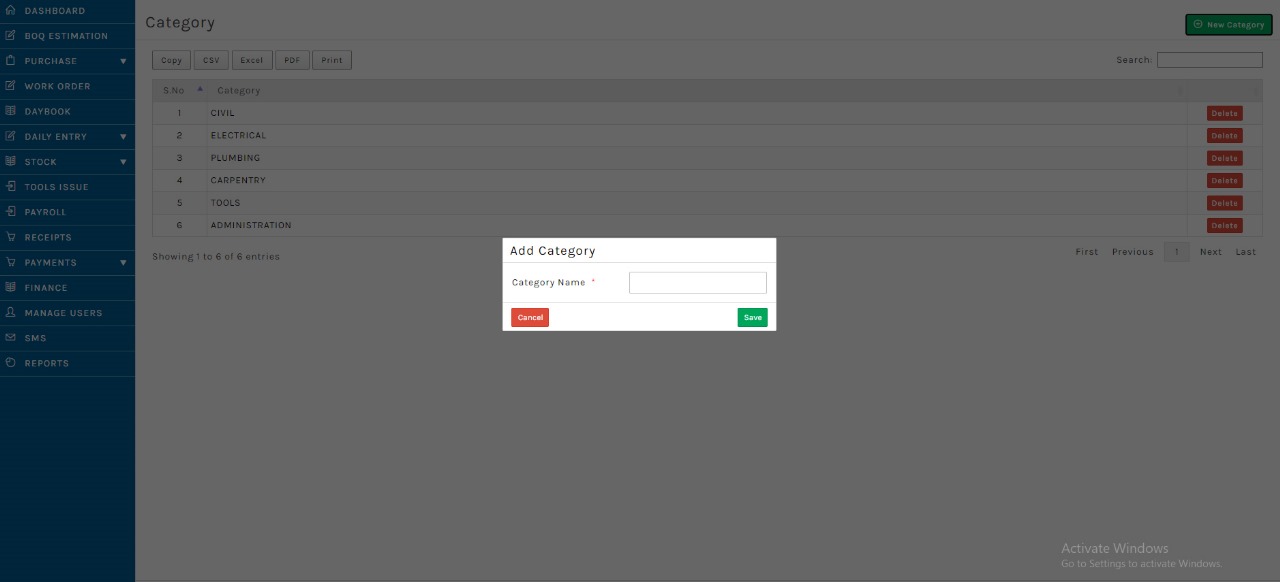 DASHBOARD
BOQ ESTIMATION
PURCHASE
WORK ORDER
DAYBOOK
DAILY ENTRY
STOCK
TOOLS ISSUE
PAYROLL
RECEIPTS
PAYMENTS
FINANCE
MANAGE USERS
SMS
REPORTS
Category
New Category
Copy CSV Excel PDF Print
Search:
S.No Category
1 CIVIL Delete
2 ELECTRICAL Delete
3 PLUMBING Delete
4 CARPENTRY Delete
5 TOOLS Delete
6 ADMINISTRATION Delete
Showing 1 to 6 of 6 entries
First Previous 1 Next Last
Add Category
Category Name *
Cancel Save
Activate Windows
Go to Settings to activate Windows.